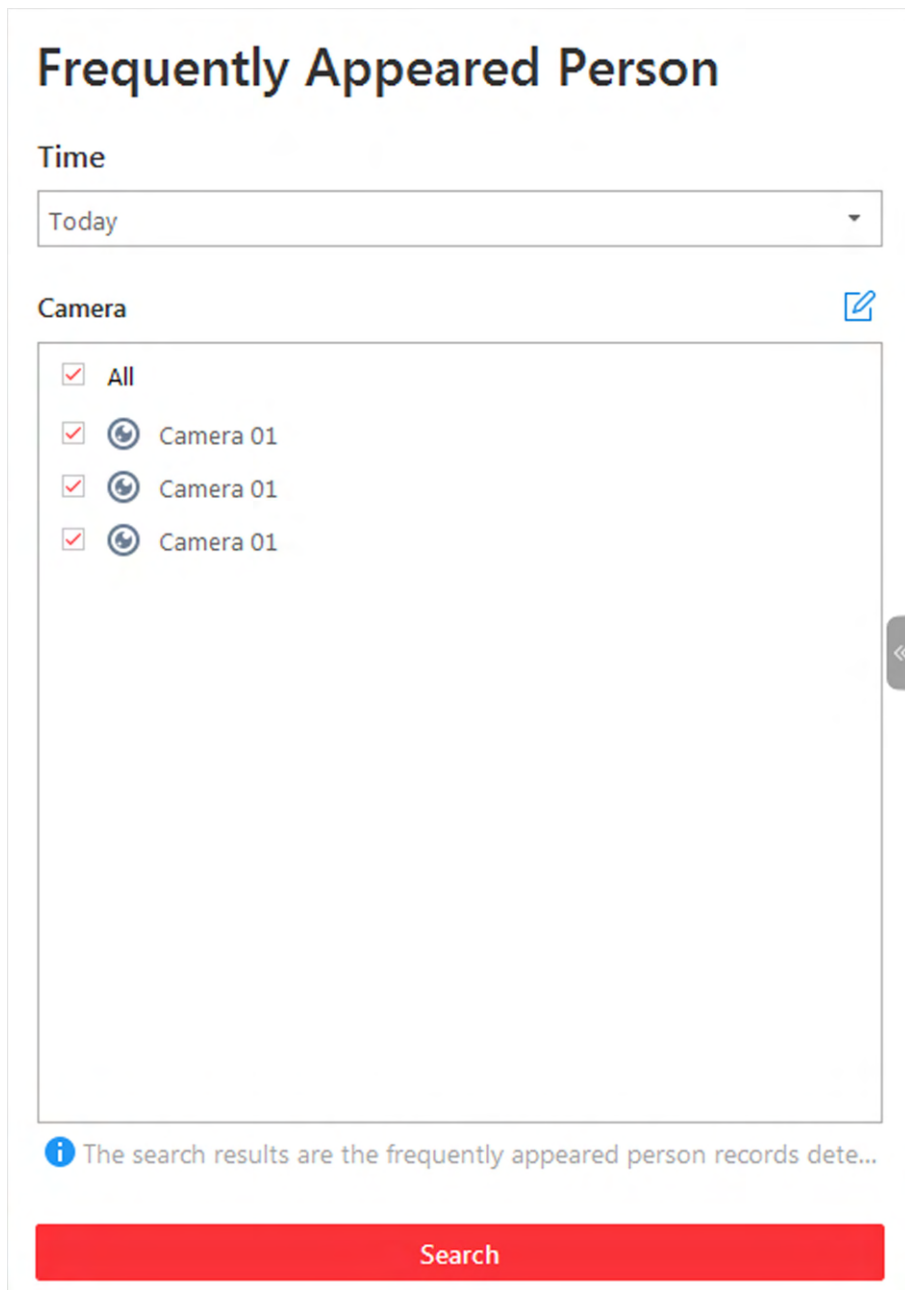 Frequently Appeared Person
Time
Today
Camera
All
Camera 01
Camera 01
Camera 01
The search results are the frequently appeared person records dete...
Search